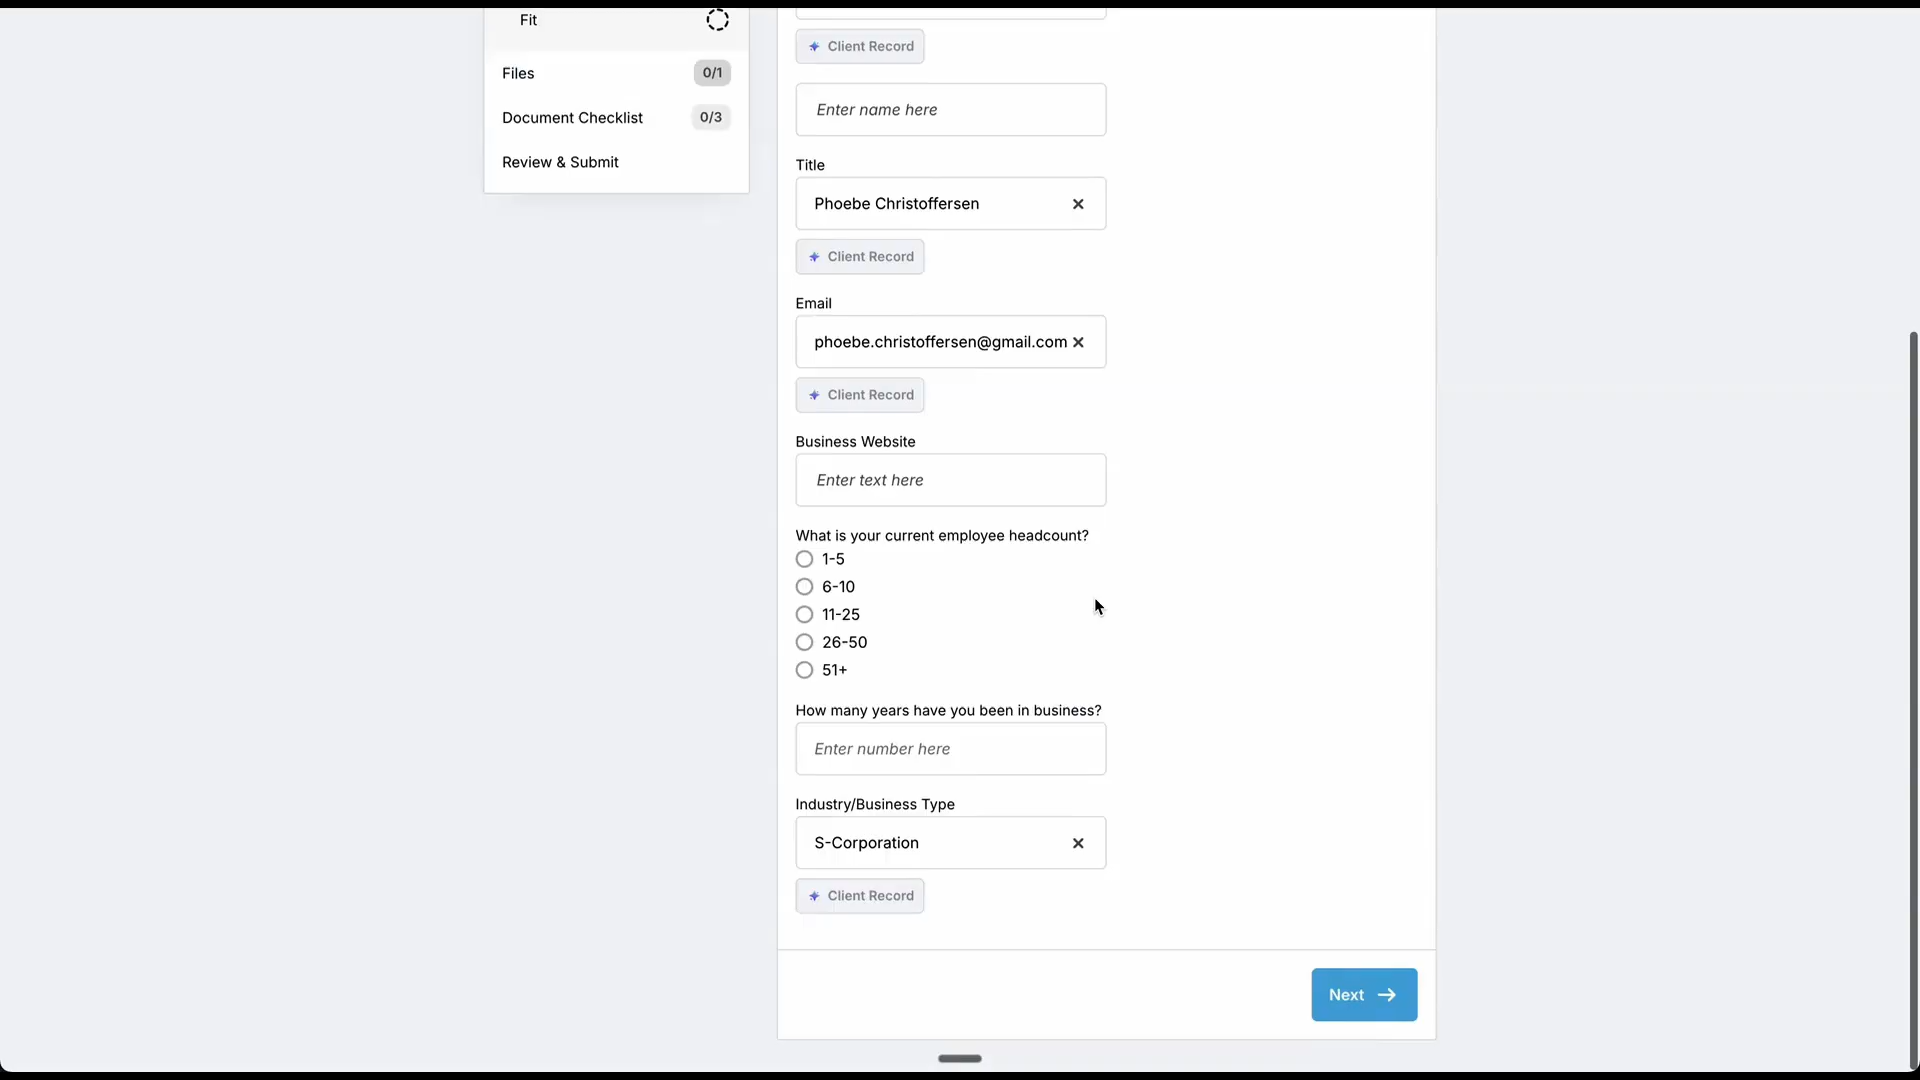 Fit
Files
0/1
Document Checklist
0/3
Review & Submit
Client Record
Enter name here
Title
Phoebe Christoffersen
Client Record
Email
phoebe.christoffersen@gmail.com
Client Record
Business Website
Enter text here
What is your current employee headcount?
1-5
6-10
11-25
26-50
51+
How many years have you been in business?
Enter number here
Industry/Business Type
S-Corporation
Client Record
Next